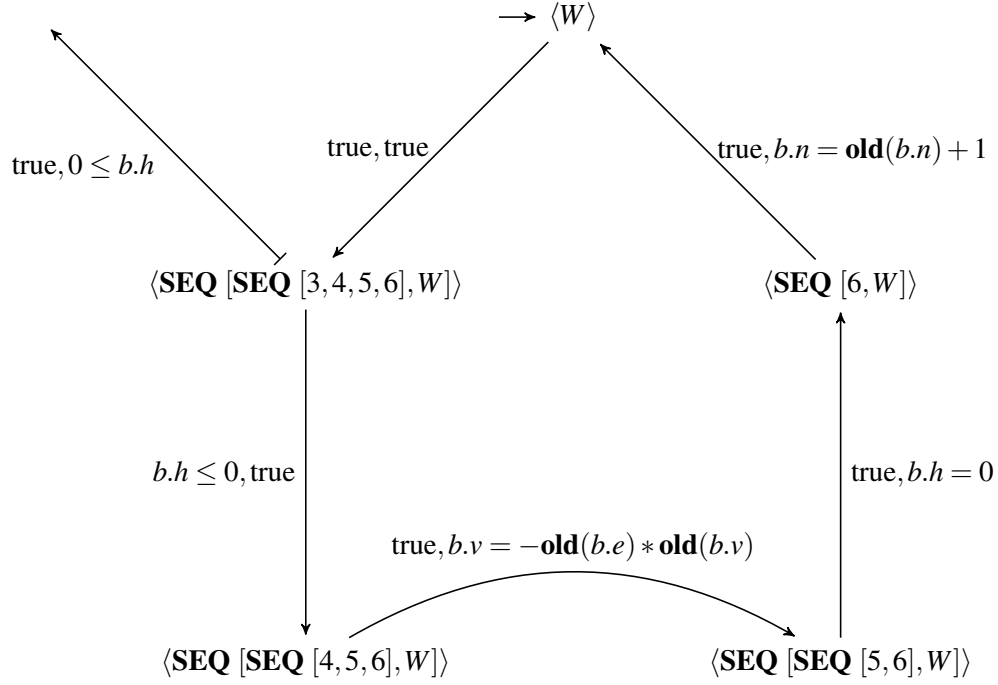 ⟨W⟩
true, 0 ≤ b.h
true, true
true, b.n = old(b.n) + 1
⟨SEQ [SEQ [3,4,5,6],W]⟩
⟨SEQ [6,W]⟩
b.h ≤ 0, true
true, b.h = 0
true, b.v = −old(b.e) ∗ old(b.v)
⟨SEQ [SEQ [4,5,6],W]⟩
⟨SEQ [SEQ [5,6],W]⟩